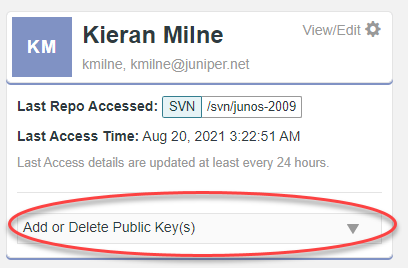 KM
Kieran Milne
View/Edit
kmilne, kmilne@juniper.net
Last Repo Accessed: SVN /svn/junos-2009
Last Access Time: Aug 20, 2021 3:22:51 AM
Last Access details are updated at least every 24 hours.
Add or Delete Public Key(s)